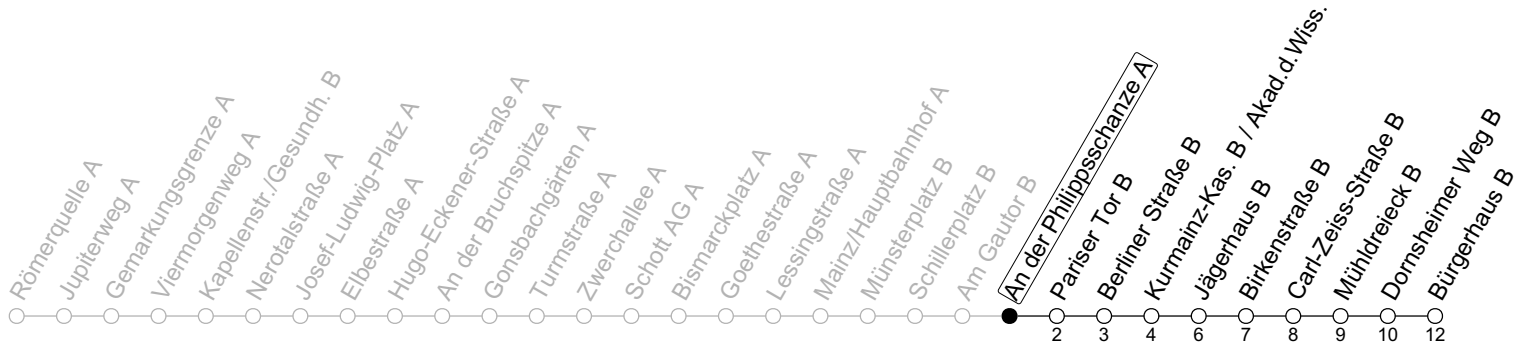 Römerquelle A
Jupiterweg A
Gemarkungsgrenze A
Viermorgenweg A
Kapellenstr./Gesundh. B
Nerotalstraße A
Josef-Ludwig-Platz A
Elbestraße A
Hugo-Eckener-Straße A
An der Bruchspitze A
Gonsbachgärten A
Turmstraße A
Zwerchallee A
Schott AG A
Bismarckplatz A
Goethestraße A
Lessingstraße A
Mainz/Hauptbahnhof A
Münsterplatz B
Schillerplatz B
Am Gautor B
An der Philippsschanze A
Pariser Tor B
Berliner Straße B
Kurmainz-Kas. B / Akad.d.Wiss.
Jägerhaus B
Birkenstraße B
Carl-Zeiss-Straße B
Mühldreieck B
Dornsheimer Weg B
Bürgerhaus B
2 3 4 6 7 8 9 10 12